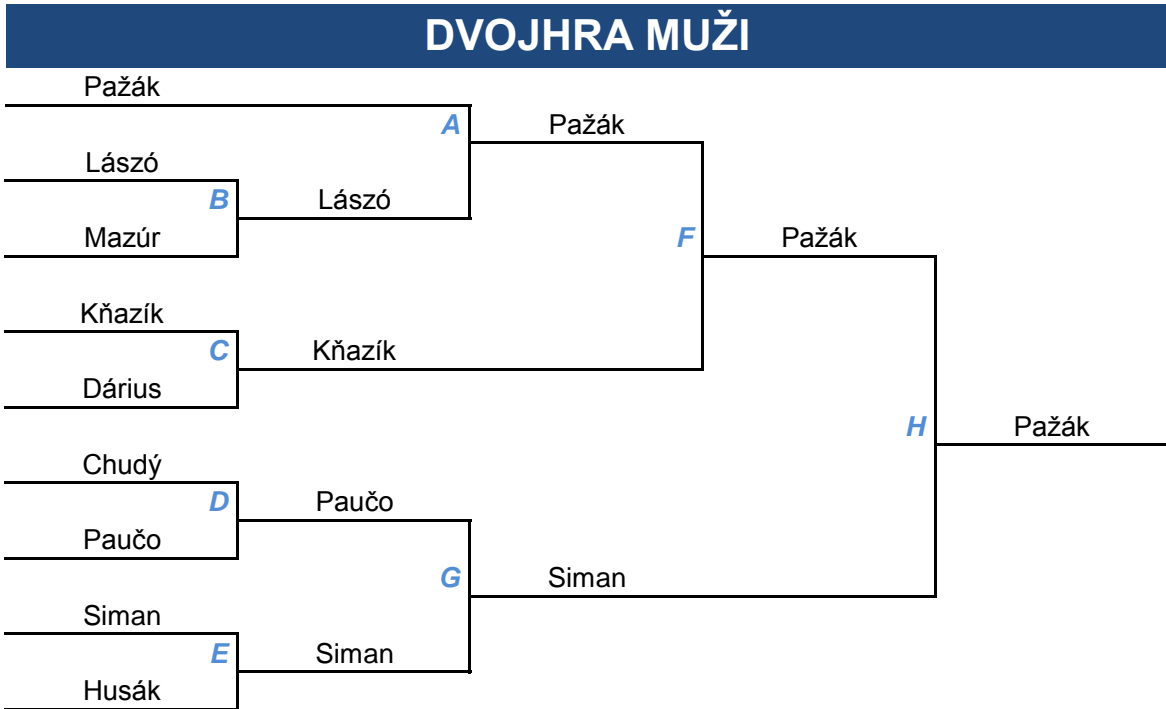 DVOJHRA MUŽI
Pažák
A
Pažák
Lászó
B
Lászó
Mazúr
F
Pažák
Kňazík
C
Kňazík
Dárius
H
Pažák
Chudý
D
Paučo
Paučo
G
Siman
Siman
E
Siman
Husák